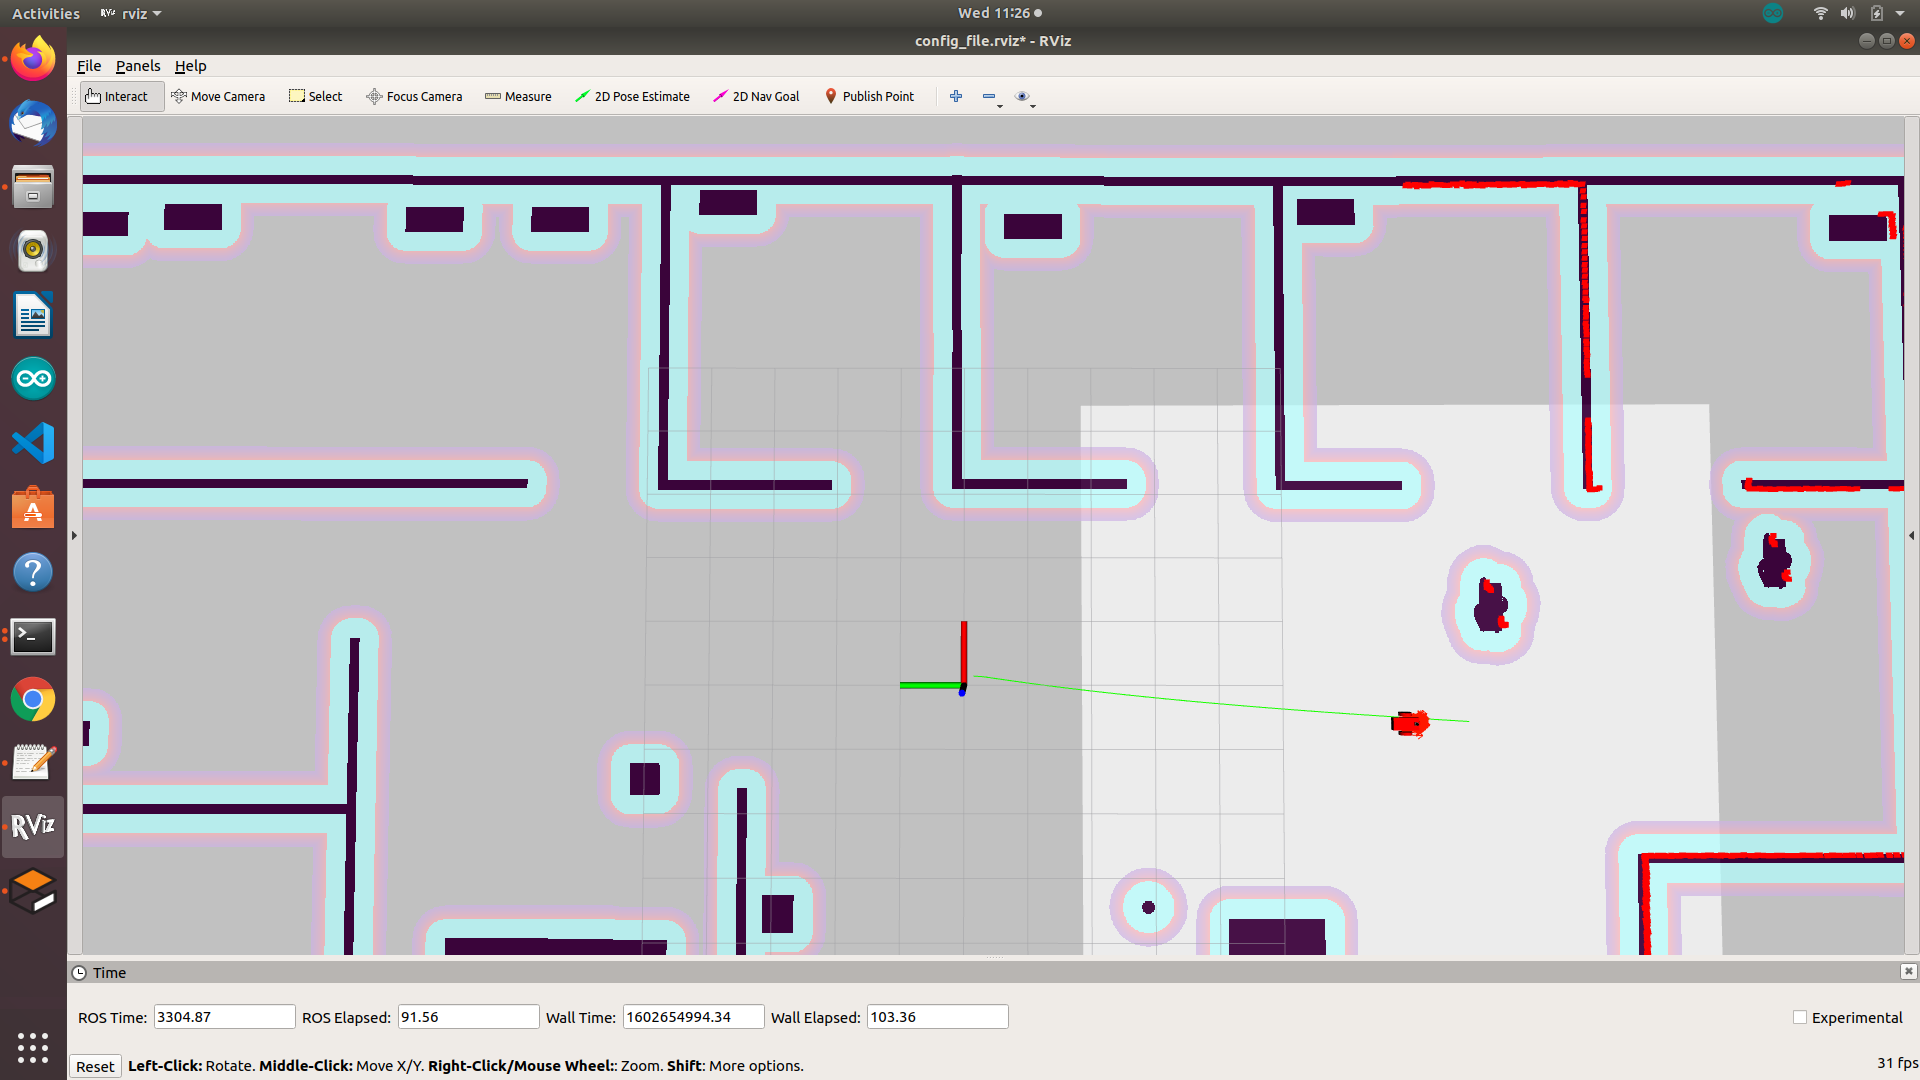 Activities RViz rviz Wed 11:26
config_file.rviz* - RViz
File Panels Help
Interact Move Camera Select Focus Camera Measure 2D Pose Estimate 2D Nav Goal Publish Point
RViz
Time
ROS Time: 3304.87 ROS Elapsed: 91.56 Wall Time: 1602654994.34 Wall Elapsed: 103.36 Experimental
Reset Left-Click: Rotate. Middle-Click: Move X/Y. Right-Click/Mouse Wheel:: Zoom. Shift: More options. 31 fps